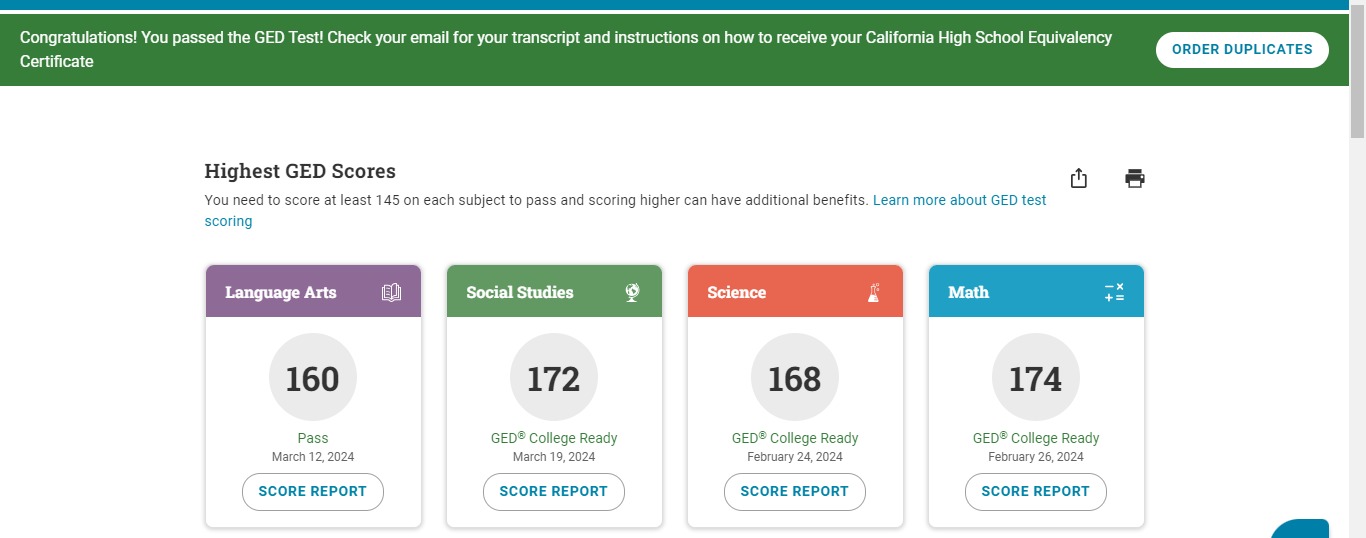 Congratulations! You passed the GED Test! Check your email for your transcript and instructions on how to receive your California High School Equivalency
Certificate
ORDER DUPLICATES
Highest GED Scores
You need to score at least 145 on each subject to pass and scoring higher can have additional benefits. Learn more about GED test
scoring
Language Arts
160
Pass
March 12, 2024
SCORE REPORT
Social Studies
172
GED® College Ready
March 19, 2024
SCORE REPORT
Science
168
GED® College Ready
February 24, 2024
SCORE REPORT
Math
174
GED® College Ready
February 26, 2024
SCORE REPORT